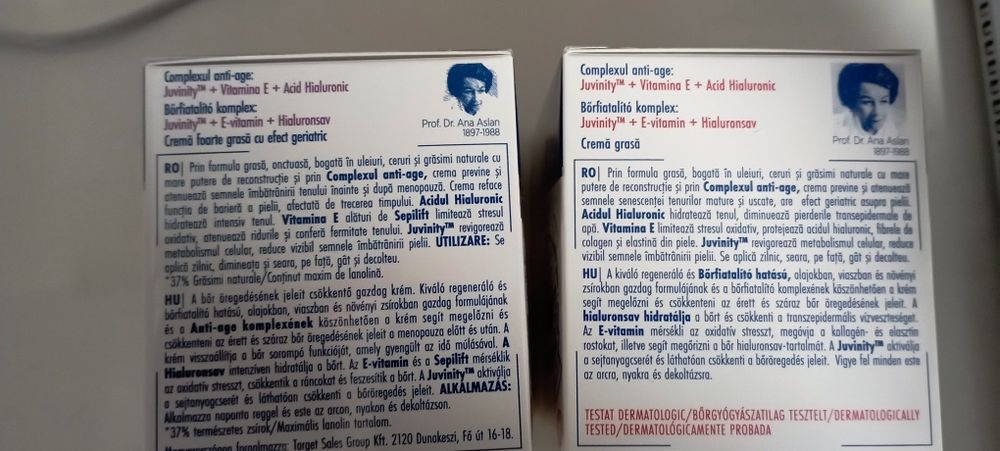 Complexul anti-age:
Juvinity™ + Vitamina E + Acid Hialuronic
Bőrfiatalító komplex:
Juvinity™ + E-vitamin + Hialuronsav
Cremă foarte grasă cu efect geriatric
Prof. Dr. Ana Aslan
1897-1988
RO| Prin formula grasă, onctuasă, bogată în uleiuri, ceruri și grăsimi naturale cu
mare putere de reconstrucție și prin Complexul anti-age, crema previne și
atenuează semnele îmbătrânirii tenului înainte și după menopauză. Crema reface
funcția de barieră a pielii, afectată de trecerea timpului. Acidul Hialuronic
hidratează intensiv tenul. Vitamina E alături de Sepilift limitează stresul
oxidativ, atenuează ridurile și conferă fermitate tenului. Juvinity™ revigorează
metabolismul celular, reduce vizibil semnele îmbătrânirii pielii. UTILIZARE: Se
aplică zilnic, dimineața și seara, pe față, gât și decolteu.
*37% Grăsimi naturale/Conținut maxim de lanolină.
HU| A bőr öregedésének jeleit csökkentő gazdag krém. Kiváló regeneráló és
bőrfiatalító hatású, olajokban, viaszban és növényi zsírokban gazdag formulájának
és a Anti-age komplexének köszönhetően a krém segít megelőzni és
csökkenteni az érett és száraz bőr öregedésének jeleit a menopauza előtt és után. A
krém visszaállítja a bőr sorompó funkcióját, amely gyengült az idő múlásával. A
Hialuronsav intenzíven hidratálja a bőrt. Az E-vitamin és a Sepilift mérséklik
az oxidatív stresszt, csökkentik a ráncokat és feszesítik a bőrt. A Juvinity™ aktiválja
a sejtanyagcserét és láthatóan csökkenti a bőröregedés jeleit. ALKALMAZÁS:
Alkalmazza naponta reggel és este az arcon, nyakon és dekoltázson.
*37% természetes zsírok/Maximális lanolin tartalom.
Magyarországon forgalmazza: Target Sales Group Kft. 2120 Dunakeszi, Fő út 16-18.
Complexul anti-age:
Juvinity™ + Vitamina E + Acid Hialuronic
Bőrfiatalító komplex:
Juvinity™ + E-vitamin + Hialuronsav
Cremă grasă
Prof. Dr. Ana Aslan
1897-1988
RO| Prin formula grasă, onctuoasă, bogată în uleiuri, ceruri și grăsimi naturale cu mare
putere de reconstrucție și prin Complexul anti-age, crema previne și atenuează
semnele senescenței tenurilor mature și uscate, are efect geriatric asupra pielii.
Acidul Hialuronic hidratează tenul, diminuează pierderile transepidermale de
apă. Vitamina E limitează stresul oxidativ, protejează acidul hialuronic, fibrele de
colagen și elastină din piele. Juvinity™ revigorează metabolismul celular, reduce
vizibil semnele îmbătrânirii pielii. Se aplică zilnic, seara, pe față, gât și decolteu.
HU| A kiváló regeneráló és Bőrfiatalító hatású, olajokban, viaszban és növényi
zsírokban gazdag formulájának és a bőrfiatalító komplexének köszönhetően a krém
segít megelőzni és csökkenteni az érett és száraz bőr öregedésének jeleit. A
hialuronsav hidratálja a bőrt és csökkenti a transzepidermális vízveszteséget.
Az E-vitamin mérsékli az oxidatív stresszt, megóvja a kollagén- és elasztin
rostokat, illetve segít megőrizni a bőr hialuronsav-tartalmát. A Juvinity™ aktiválja
a sejtanyagcserét és láthatóan csökkenti a bőröregedés jeleit. Vigye fel minden este
az arcra, nyakra és dekoltázsra.
TESTAT DERMATOLOGIC/BŐRGYÓGYÁSZATILAG TESZTELT/DERMATOLOGICALLY
TESTED/DERMATOLÓGICAMENTE PROBADA